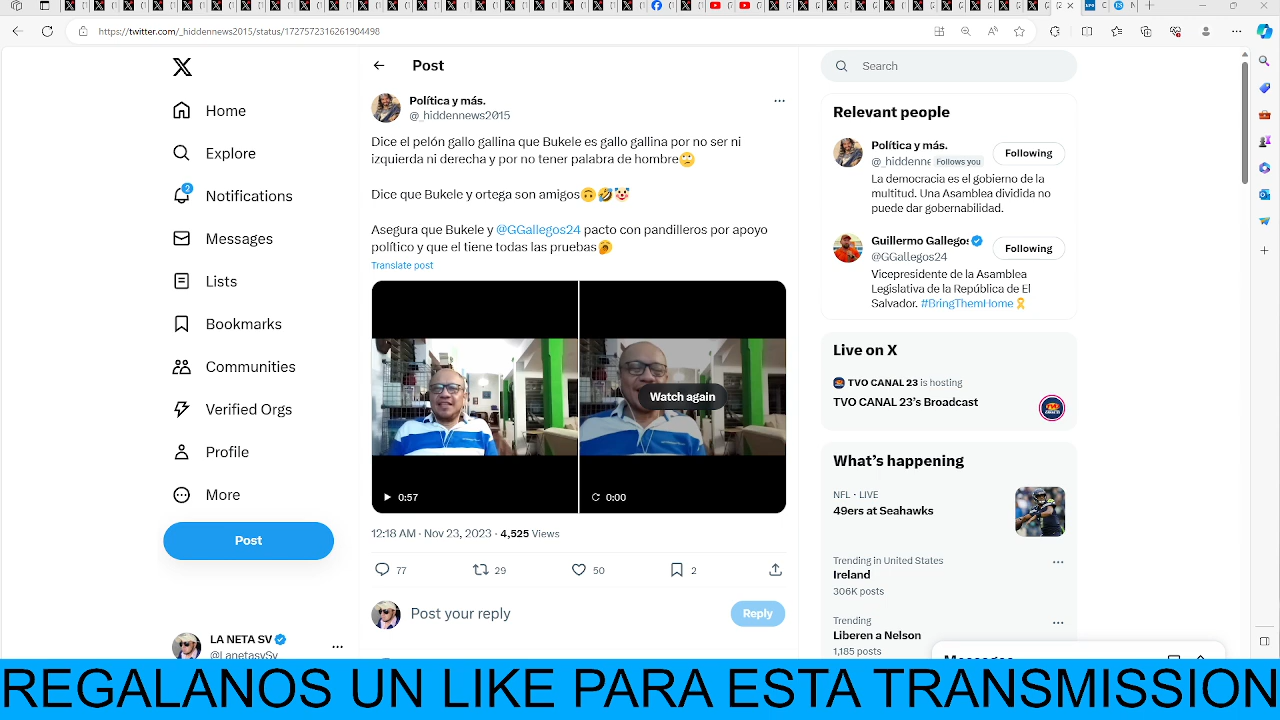 https://twitter.com/_hiddennews2015/status/1727572316261904498
Home
Explore
2
Notifications
Messages
Lists
Bookmarks
Communities
Verified Orgs
Profile
More
Post
LA NETA SV
@LanetasySv
Post
Política y más.
@_hiddennews2015
Dice el pelón gallo gallina que Bukele es gallo gallina por no ser ni
izquierda ni derecha y por no tener palabra de hombre🙄
Dice que Bukele y ortega son amigos🙃🤣🤡
Asegura que Bukele y @GGallegos24 pacto con pandilleros por apoyo
político y que el tiene todas las pruebas
Translate post
0:57
Watch again
0:00
12:18 AM · Nov 23, 2023 · 4,525 Views
77
29
50
2
Post your reply
Reply
Search
Relevant people
Política y más.
@_hiddenne Follows you
Following
La democracia es el gobierno de la
multitud. Una Asamblea dividida no
puede dar gobernabilidad.
Guillermo Gallegos
@GGallegos24
Following
Vicepresidente de la Asamblea
Legislativa de la República de El
Salvador. #BringThemHome🎗
Live on X
TVO CANAL 23 is hosting
TVO CANAL 23's Broadcast
What's happening
NFL · LIVE
49ers at Seahawks
Trending in United States
Ireland
306K posts
Trending
Liberen a Nelson
1,185 posts
Messages
REGALANOS UN LIKE PARA ESTA TRANSMISSION